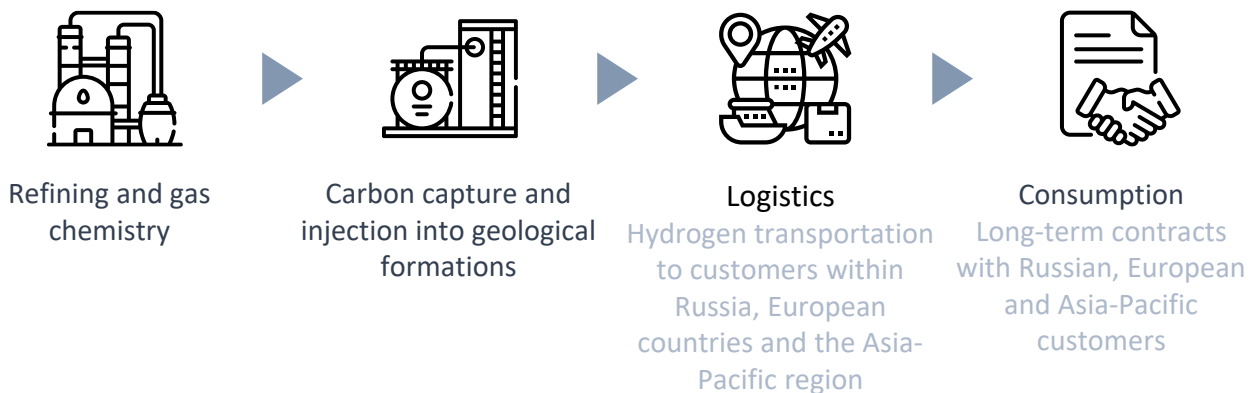 Refining and gas
chemistry
Carbon capture and
injection into geological
formations
Logistics
Hydrogen transportation
to customers within
Russia, European
countries and the Asia-
Pacific region
Consumption
Long-term contracts
with Russian, European
and Asia-Pacific
customers